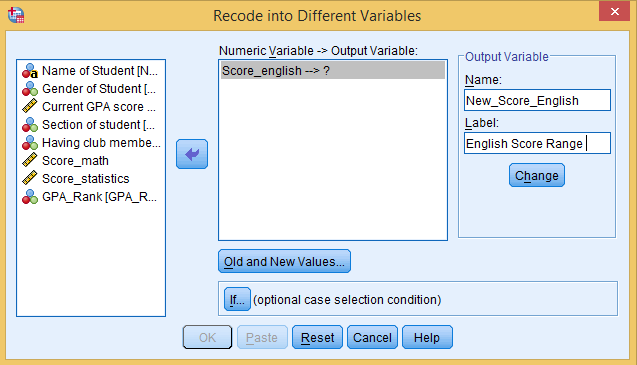 Recode into Different Variables
Name of Student [N...
Gender of Student [...
Current GPA score ...
Section of student [...
Having club membe...
Score_math
Score_statistics
GPA_Rank [GPA_R...
Numeric Variable -> Output Variable:
Score_english --> ?
Output Variable
Name:
New_Score_English
Label:
English Score Range
Change
Old and New Values...
If... (optional case selection condition)
OK Paste Reset Cancel Help